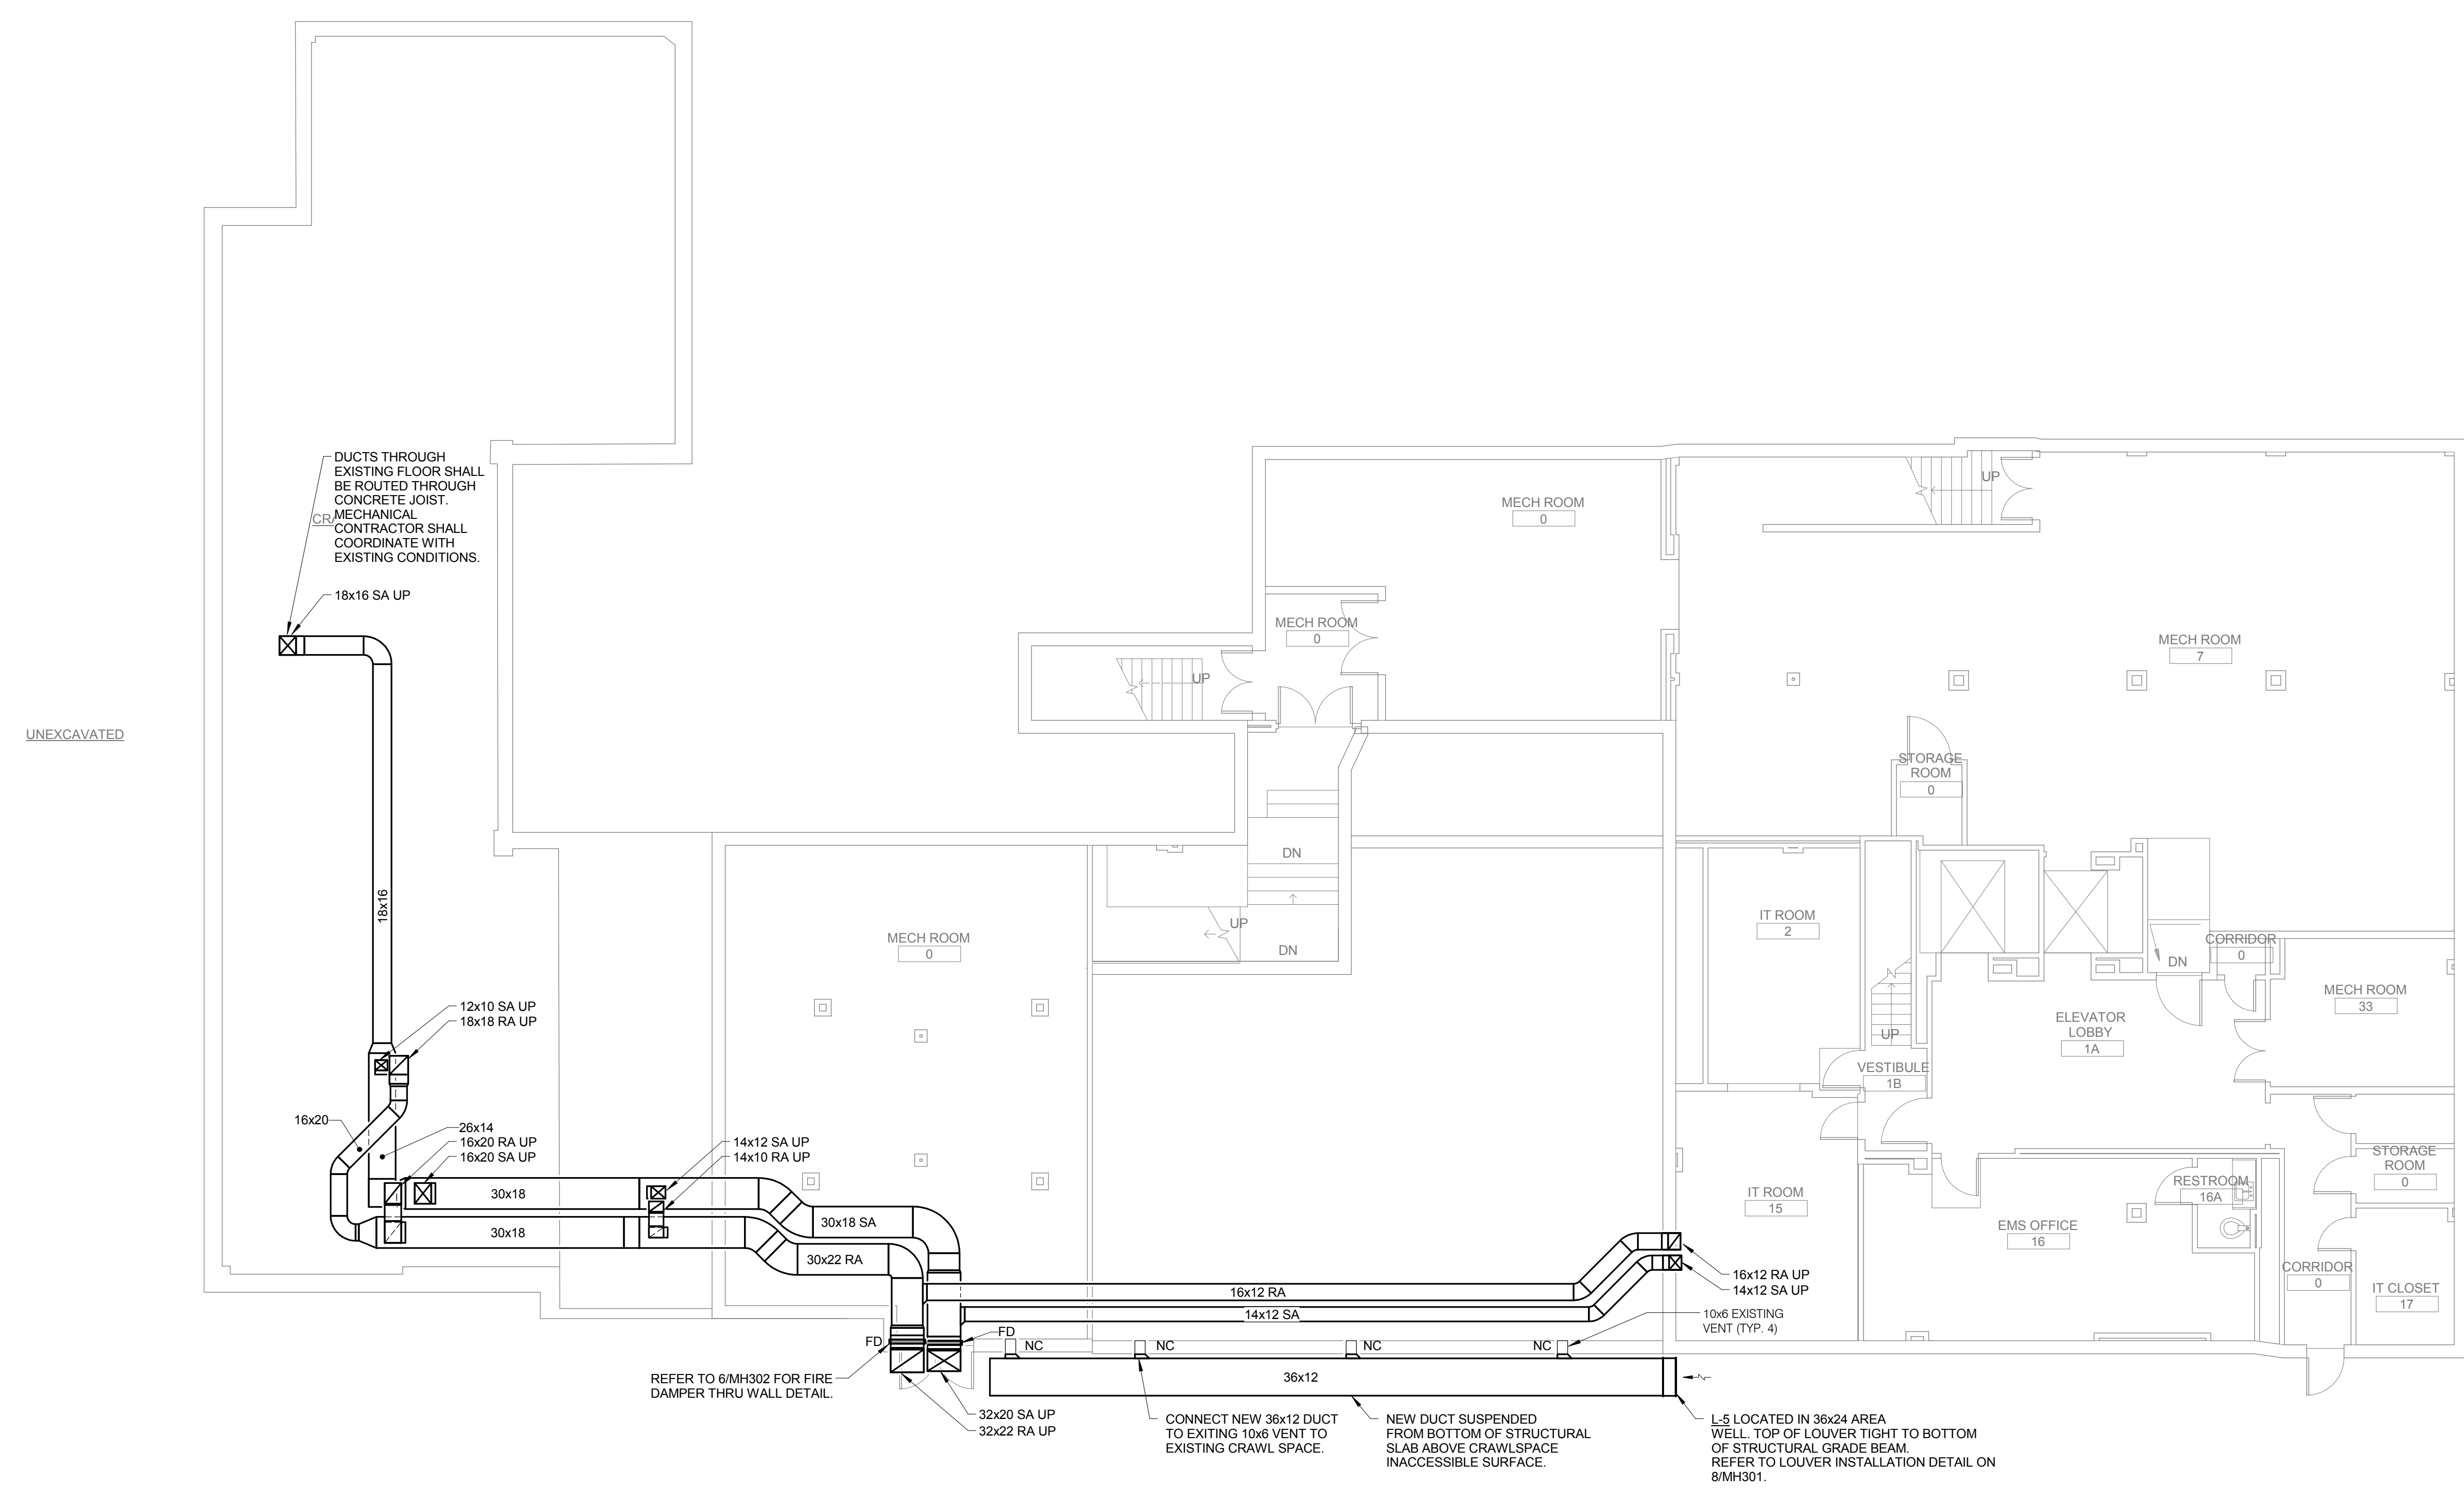 DUCTS THROUGH
EXISTING FLOOR SHALL
BE ROUTED THROUGH
CONCRETE JOIST.
MECHANICAL
CONTRACTOR SHALL
COORDINATE WITH
EXISTING CONDITIONS.
18x16 SA UP
UNEXCAVATED
18x16
12x10 SA UP
18x18 RA UP
16x20
26x14
16x20 RA UP
16x20 SA UP
30x18
30x18
14x12 SA UP
14x10 RA UP
30x18 SA
30x22 RA
MECH ROOM
0
MECH ROOM
0
MECH ROOM
0
UP
DN
UP
DN
UP
MECH ROOM
7
STORAGE
ROOM
0
IT ROOM
2
CORRIDOR
0
DN
MECH ROOM
33
ELEVATOR
LOBBY
1A
UP
VESTIBULE
1B
STORAGE
ROOM
0
RESTROOM
16A
IT ROOM
15
EMS OFFICE
16
CORRIDOR
0
IT CLOSET
17
16x12 RA
14x12 SA
16x12 RA UP
14x12 SA UP
10x6 EXISTING
VENT (TYP. 4)
FD
FD
NC
NC
NC
NC
36x12
REFER TO 6/MH302 FOR FIRE
DAMPER THRU WALL DETAIL.
32x20 SA UP
32x22 RA UP
CONNECT NEW 36x12 DUCT
TO EXITING 10x6 VENT TO
EXISTING CRAWL SPACE.
NEW DUCT SUSPENDED
FROM BOTTOM OF STRUCTURAL
SLAB ABOVE CRAWLSPACE
INACCESSIBLE SURFACE.
L-5 LOCATED IN 36x24 AREA
WELL. TOP OF LOUVER TIGHT TO BOTTOM
OF STRUCTURAL GRADE BEAM.
REFER TO LOUVER INSTALLATION DETAIL ON
8/MH301.